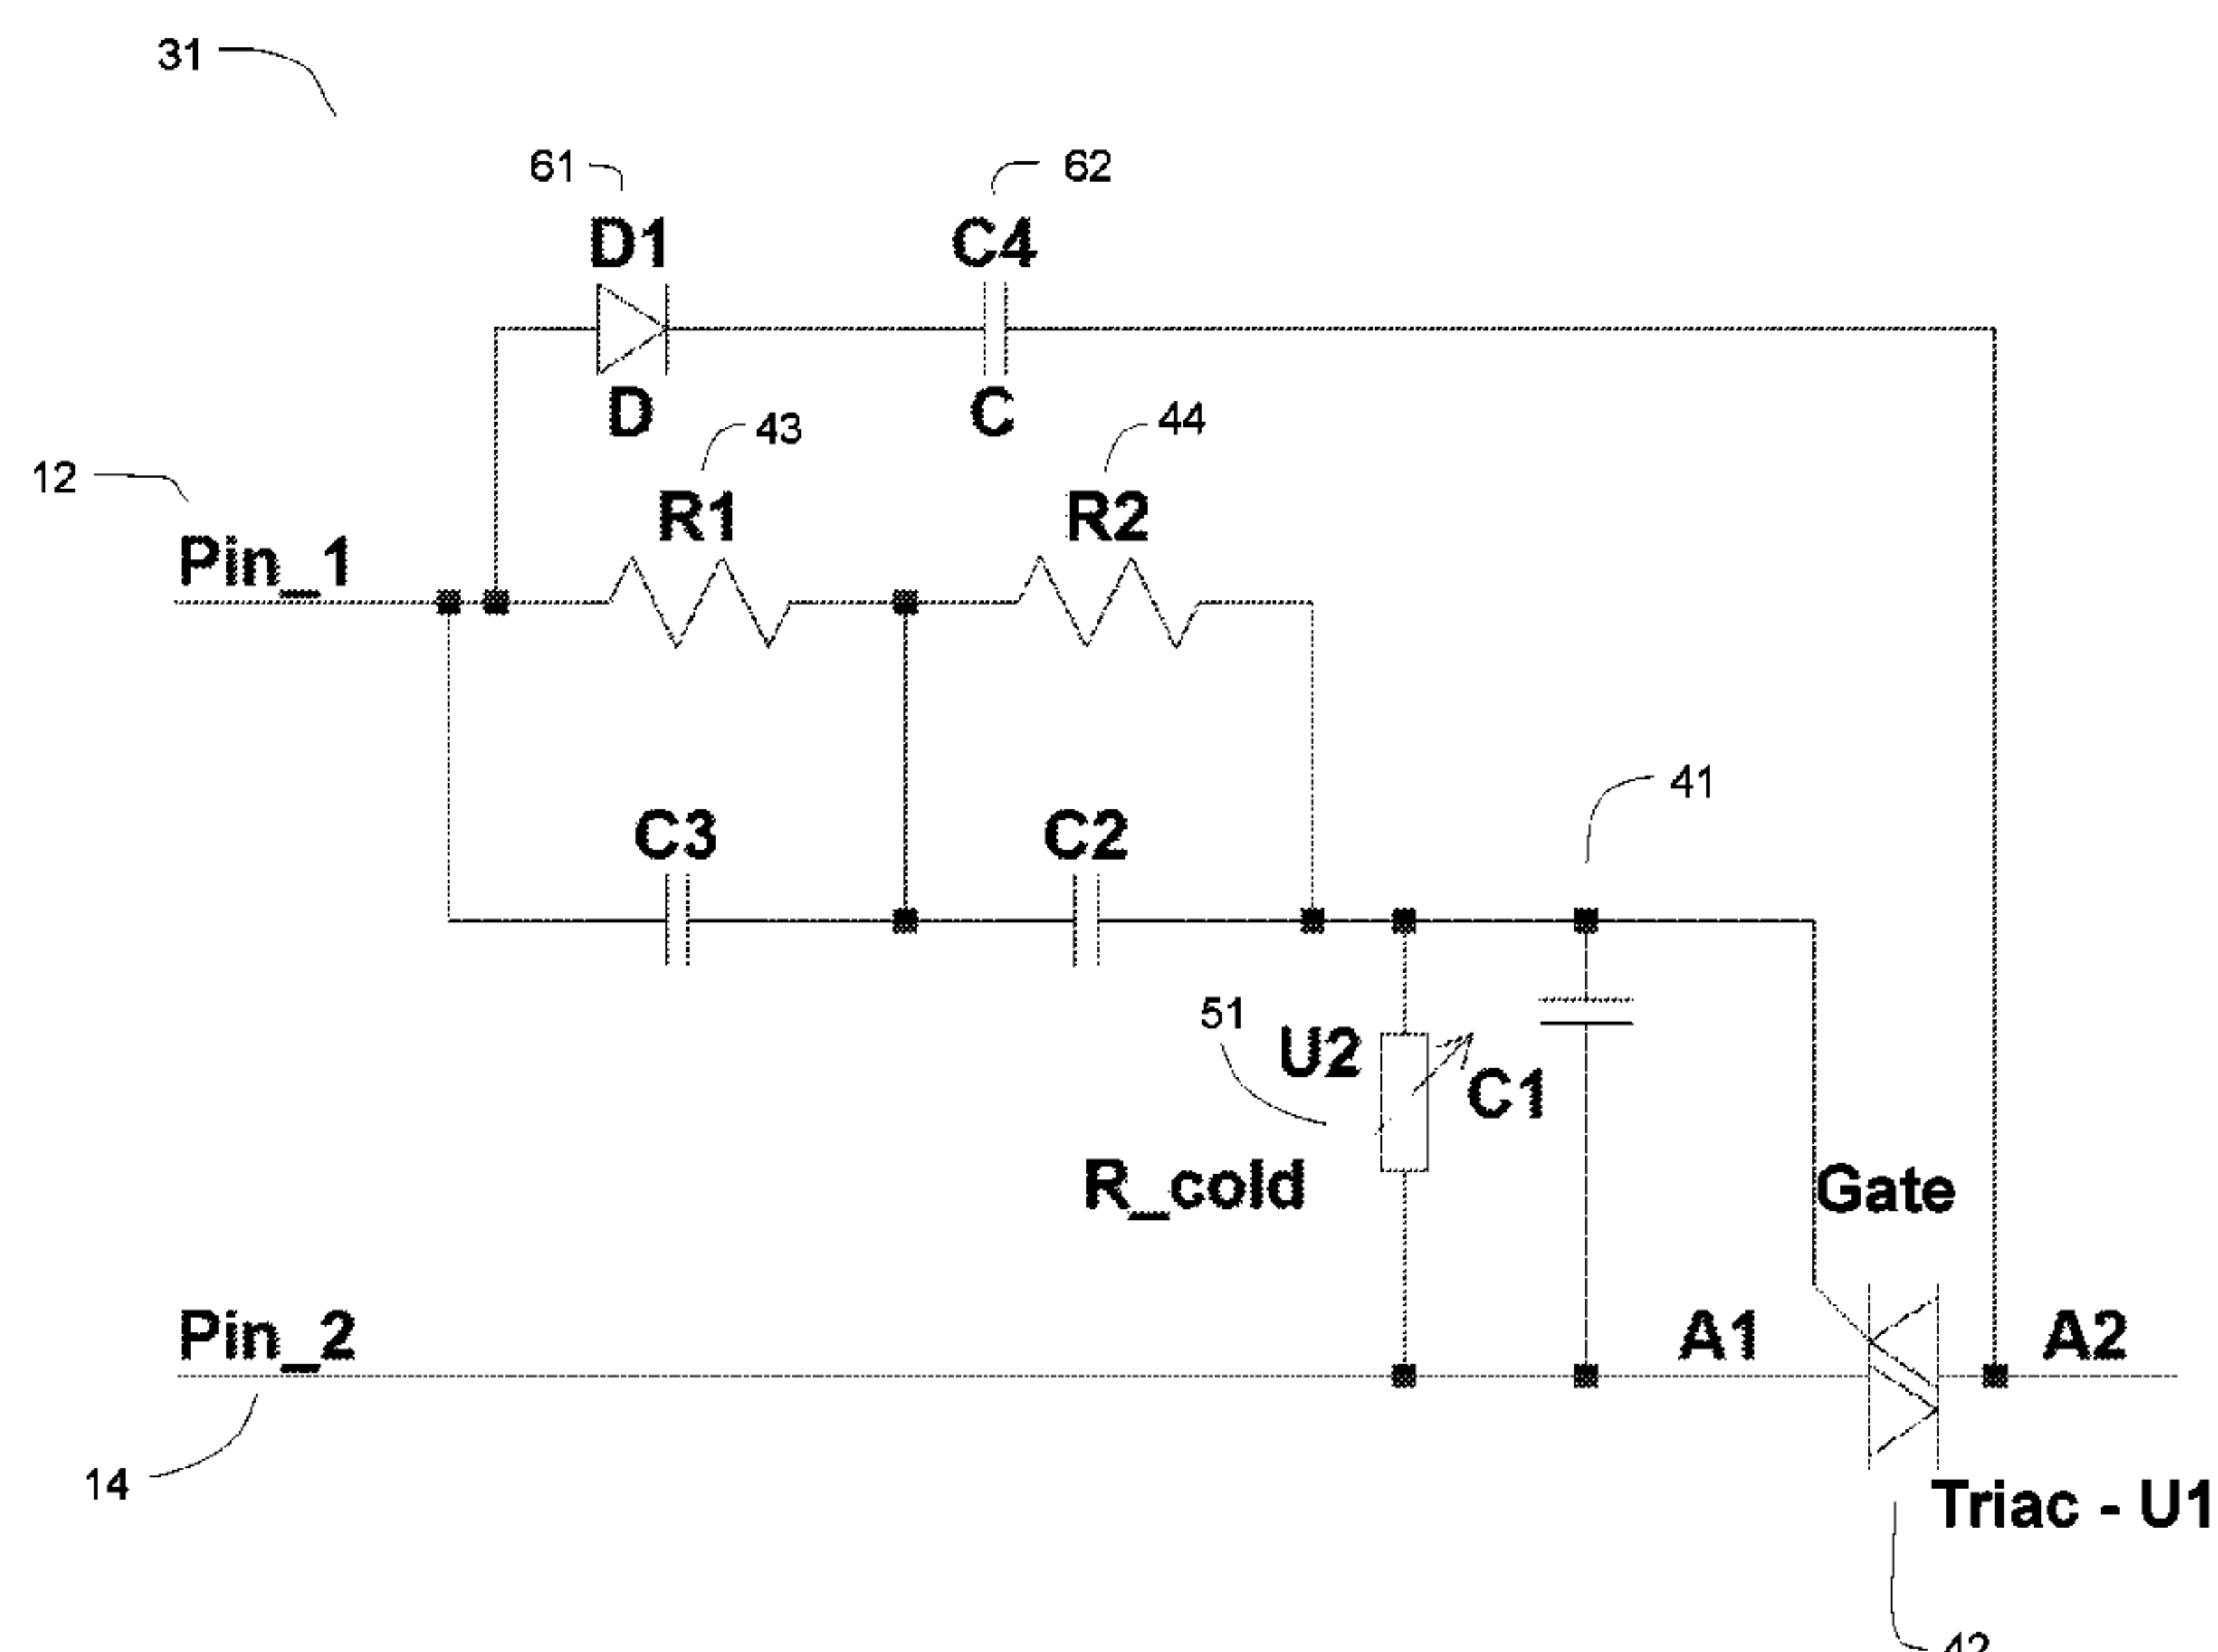 31
61
62
D1
C4
D
C
43
44
12
R1
R2
Pin_1
41
C3
C2
51
U2
C1
R_cold
Gate
Pin_2
A1
A2
14
Triac - U1
42